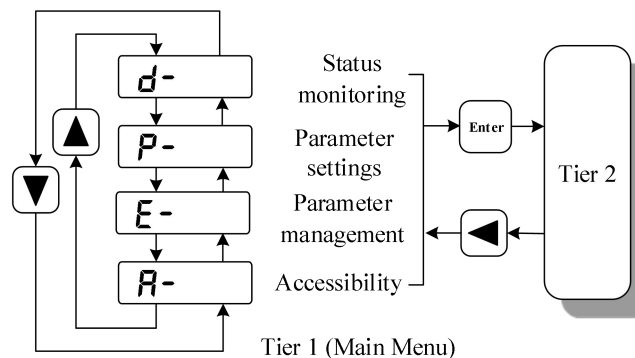 d-
Status
monitoring
Enter
P-
Parameter
settings
Tier 2
E-
Parameter
management
A-
Accessibility
Tier 1 (Main Menu)